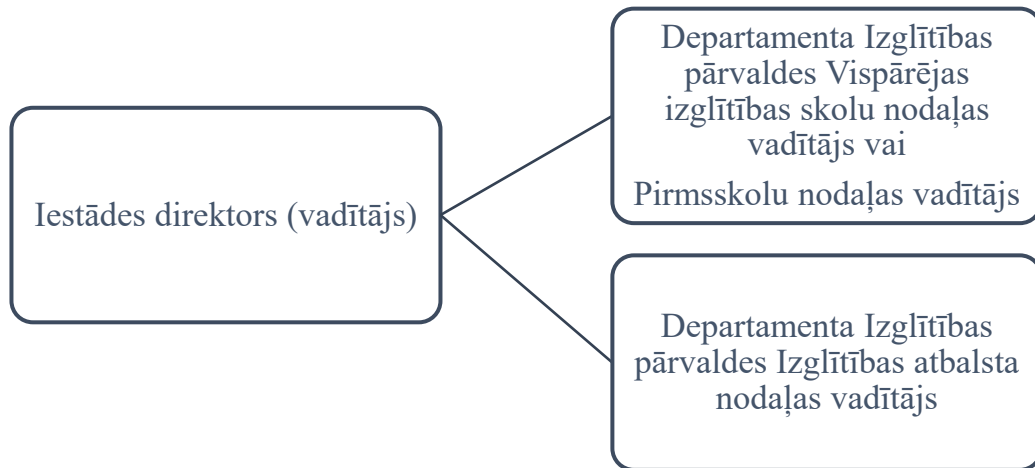 Iestādes direktors (vadītājs)
Departamenta Izglītības
pārvaldes Vispārējas
izglītības skolu nodaļas
vadītājs vai
Pirmsskolu nodaļas vadītājs
Departamenta Izglītības
pārvaldes Izglītības atbalsta
nodaļas vadītājs